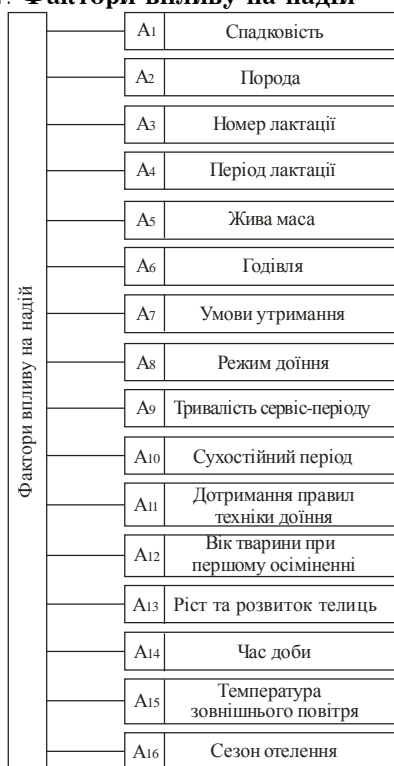 Фактори впливу на надій
A1 Спадковість
A2 Порода
A3 Номер лактації
A4 Період лактації
A5 Жива маса
A6 Годівля
A7 Умови утримання
A8 Режим доїння
A9 Тривалість сервіс-періоду
A10 Сухостійний період
A11 Дотримання правил
техніки доїння
A12 Вік тварини при
першому осіміненні
A13 Ріст та розвиток телиць
A14 Час доби
A15 Температура
зовнішнього повітря
A16 Сезон отелення
Фактори впливу на надій